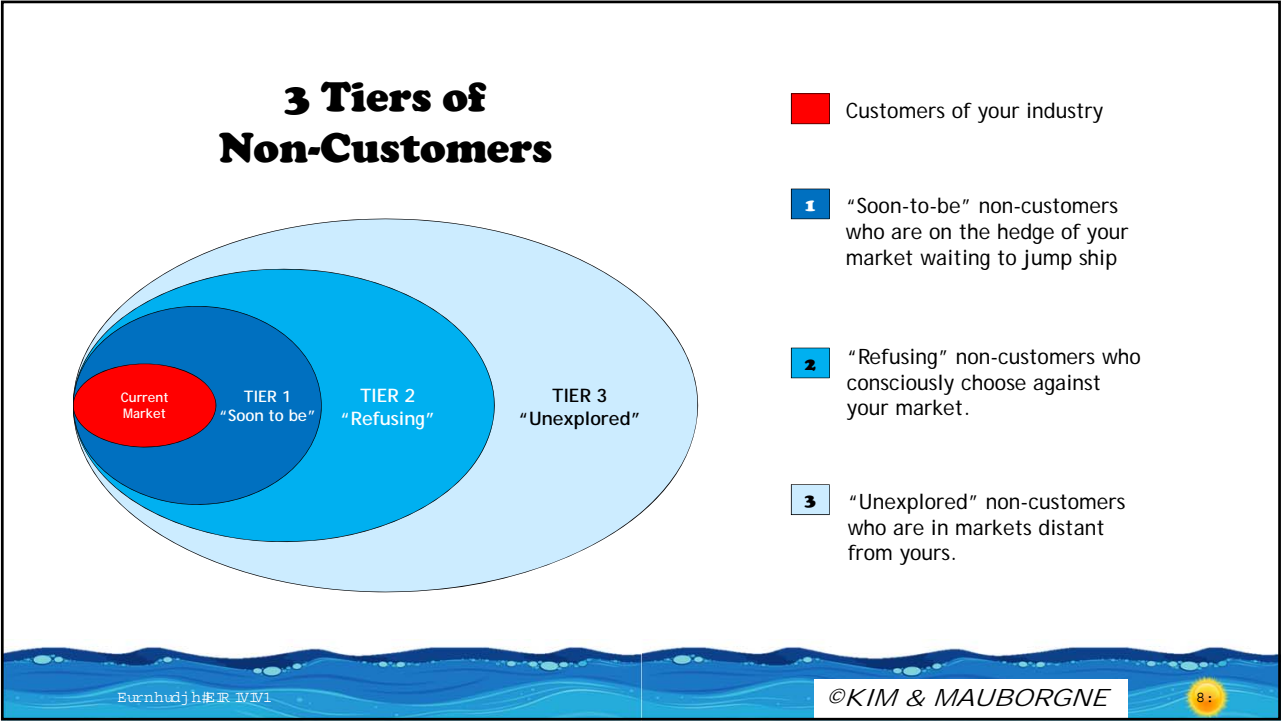 3 Tiers of
Non-Customers
Customers of your industry
1
“Soon-to-be” non-customers
who are on the hedge of your
market waiting to jump ship
2
“Refusing” non-customers who
consciously choose against
your market.
3
“Unexplored” non-customers
who are in markets distant
from yours.
Current
Market
TIER 1
“Soon to be”
TIER 2
“Refusing”
TIER 3
“Unexplored”
©KIM & MAUBORGNE
8: